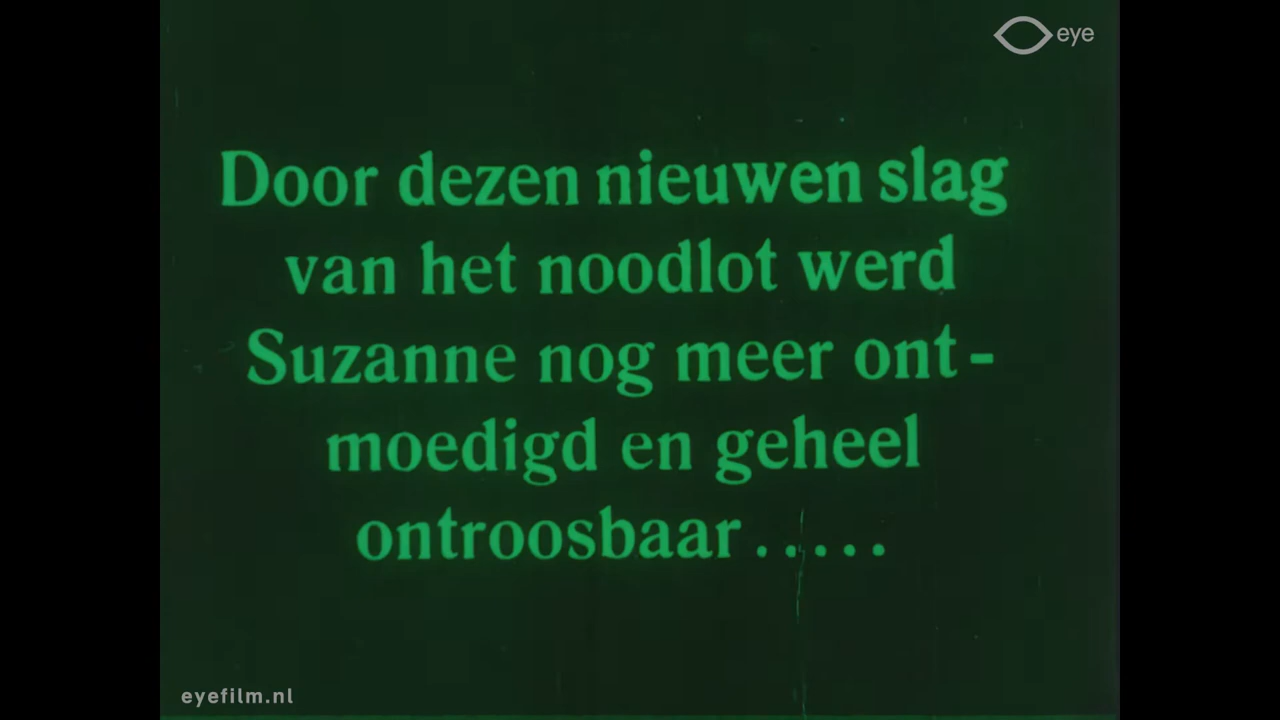 eye
Door dezen nieuwen slag
van het noodlot werd
Suzanne nog meer ont-
moedigd en geheel
ontroosbaar.....
eyefilm.nl